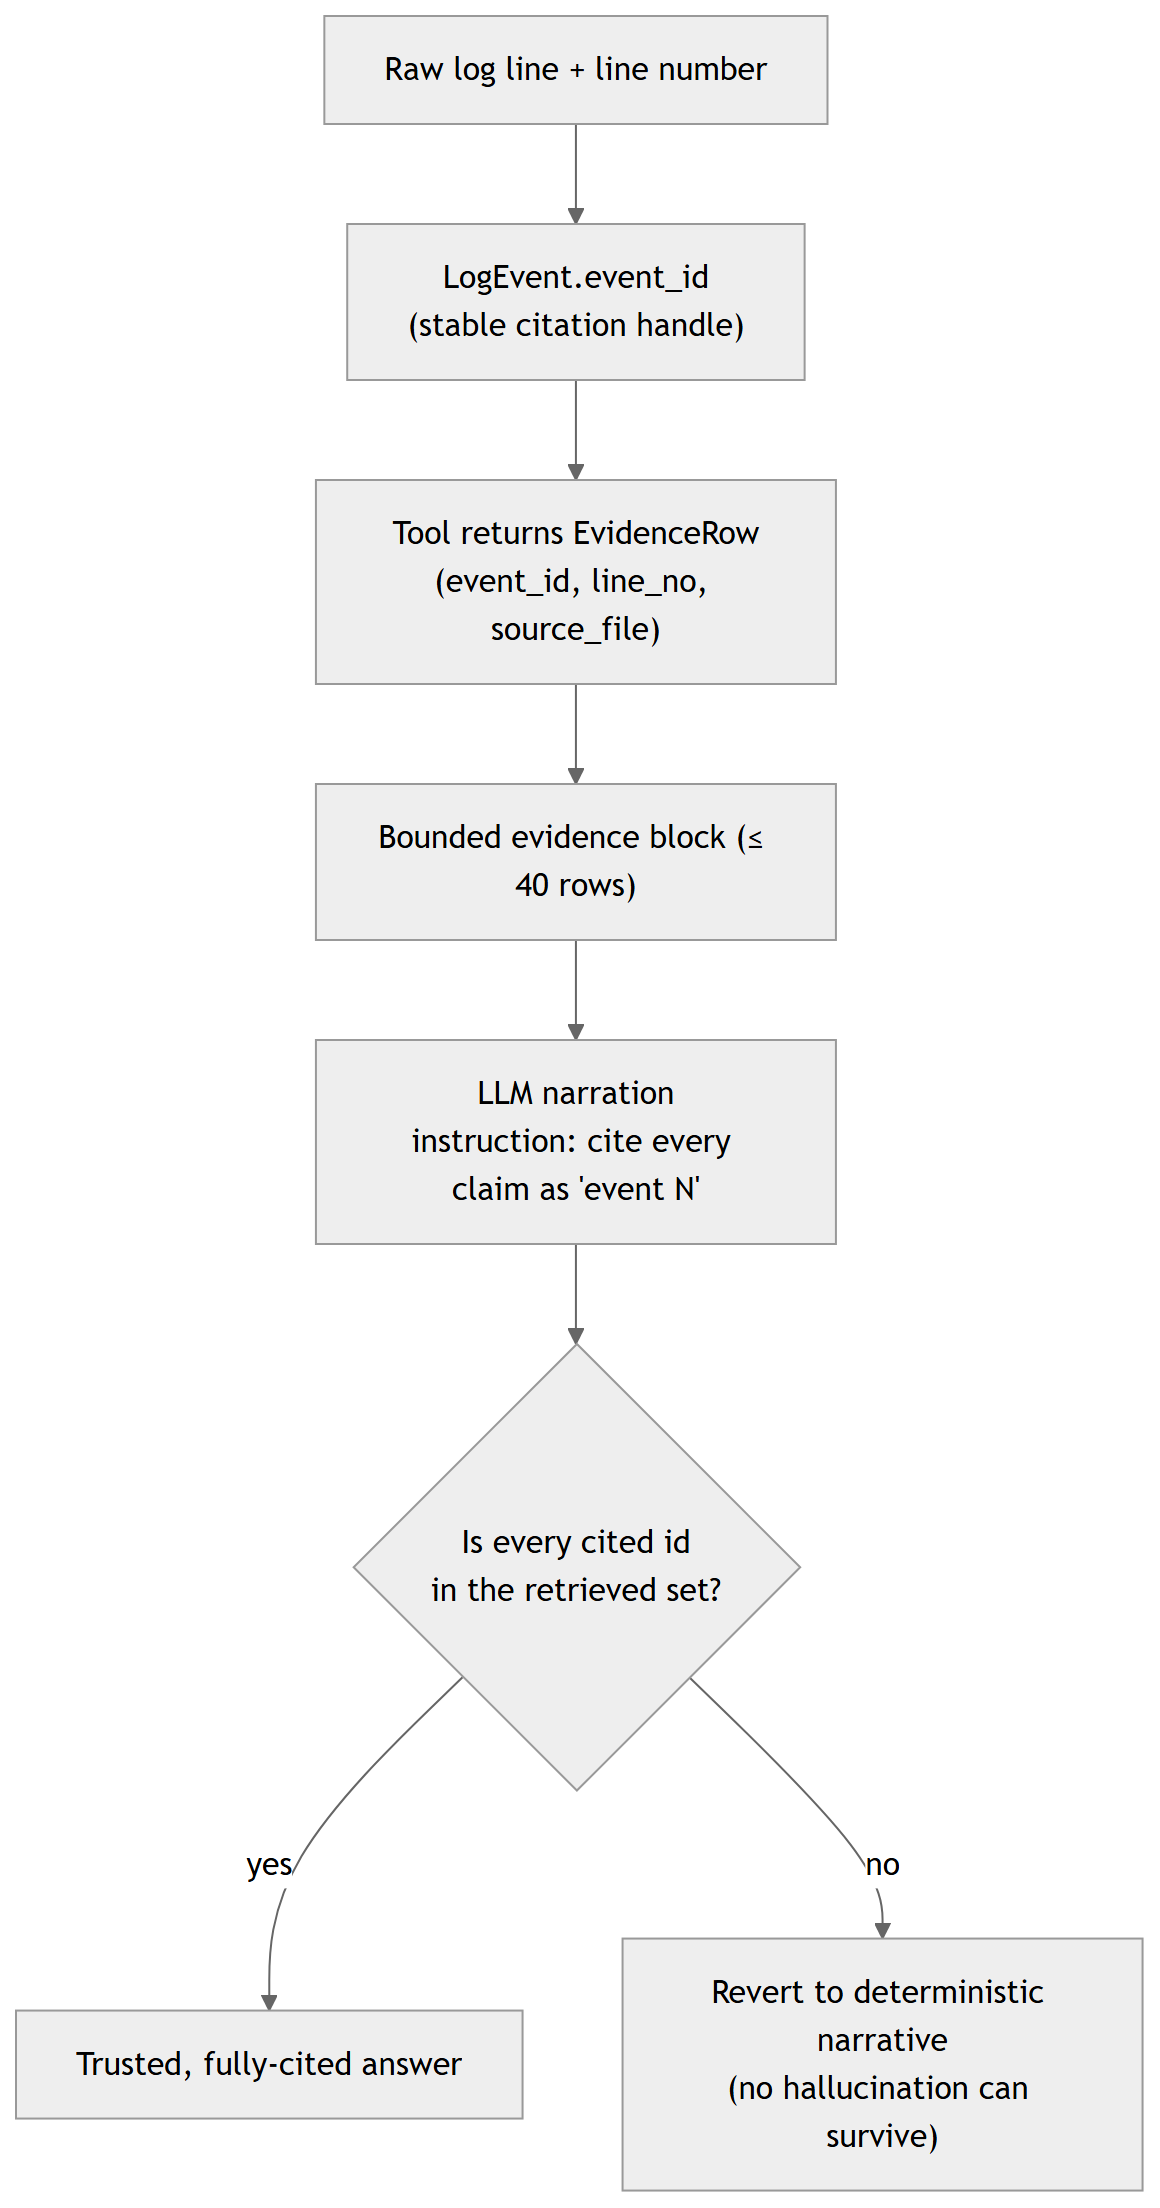 Raw log line + line number
LogEvent.event_id
(stable citation handle)
Tool returns EvidenceRow
(event_id, line_no,
source_file)
Bounded evidence block (≤
40 rows)
LLM narration
instruction: cite every
claim as 'event N'
Is every cited id
in the retrieved set?
yes
no
Trusted, fully-cited answer
Revert to deterministic
narrative
(no hallucination can
survive)